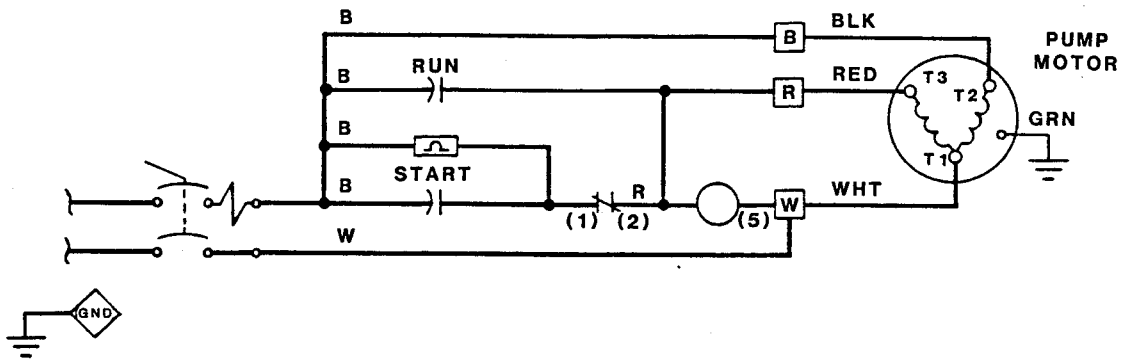 B
B
BLK
PUMP
MOTOR
B
RUN
R
RED
T3
T2
GRN
B
T1
B
START
R
W
WHT
(1)
(2)
(5)
W
GND